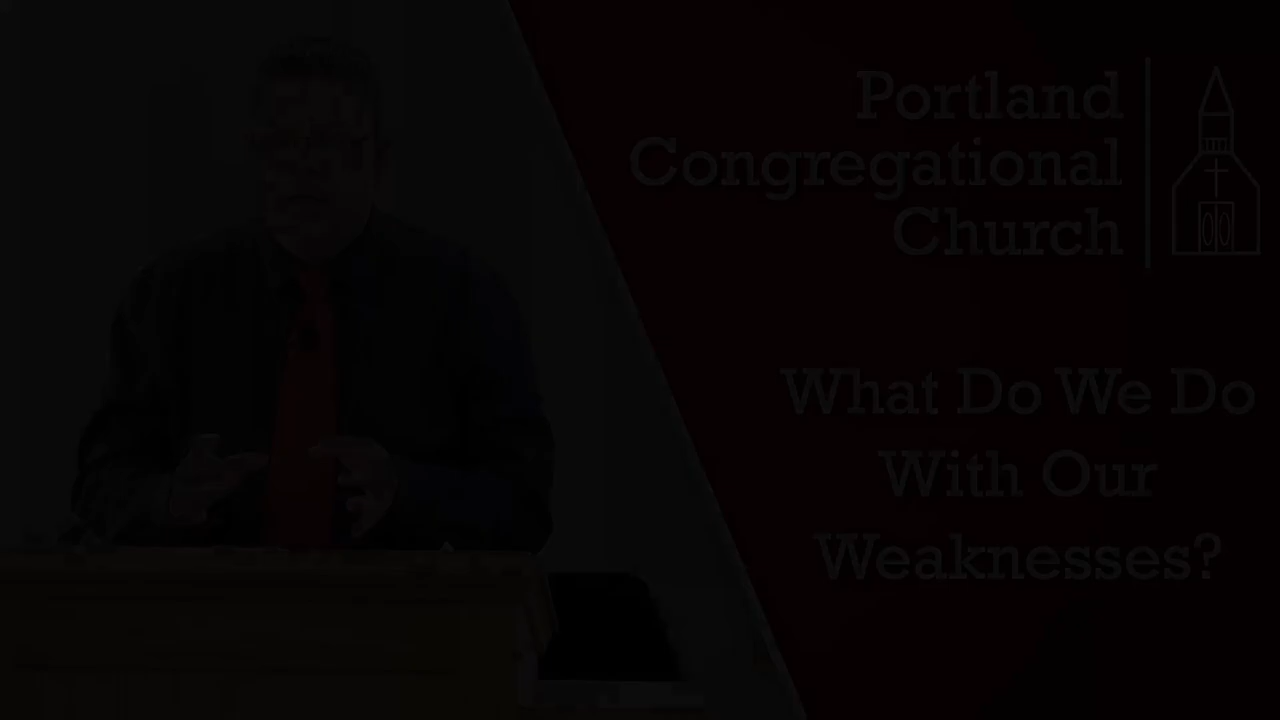 Portland
Congregational
Church
What Do We Do
With Our
Weaknesses?